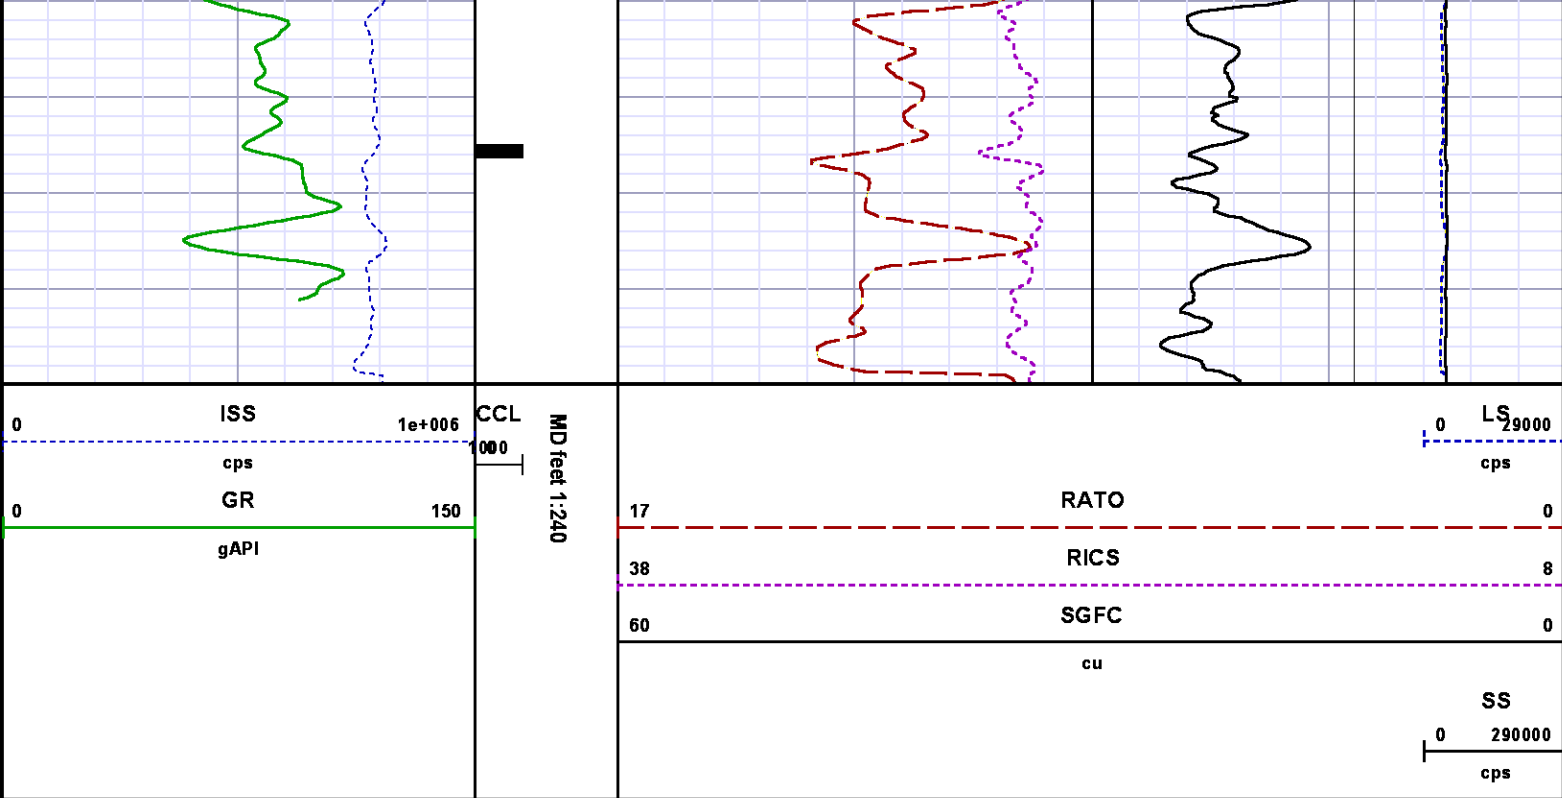 ISS
0 1e+006
cps
GR
0 150
gAPI
CCL
MD feet 1:240
LS
0 29000
cps
RATO
17 0
RICS
38 8
SGFC
60 0
cu
SS
0 290000
cps